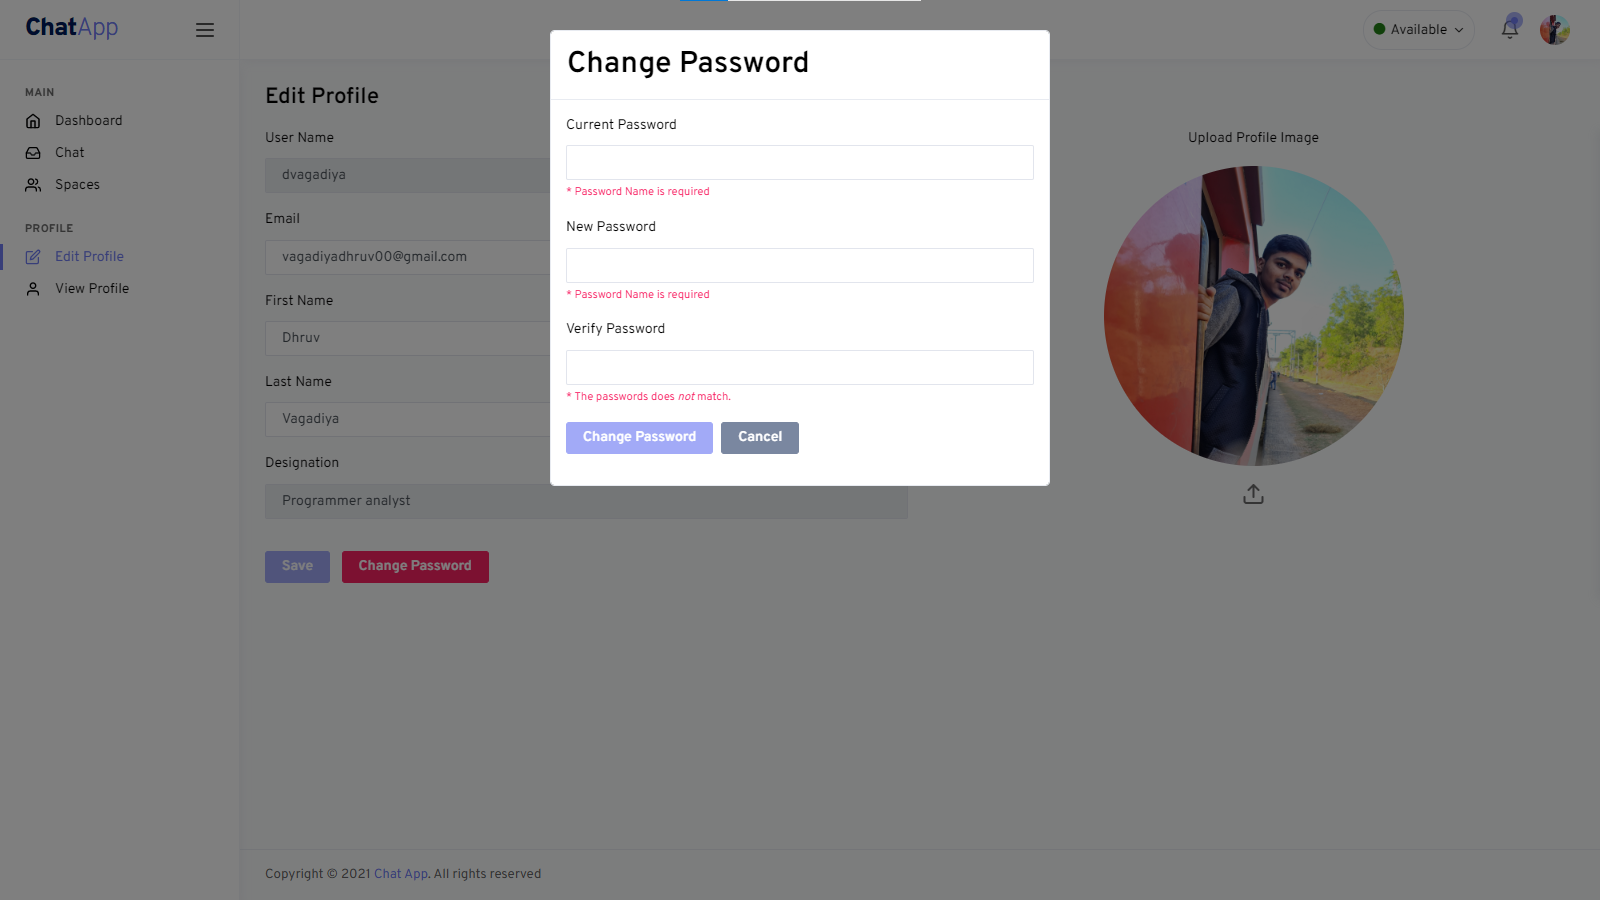 ChatApp
Available
MAIN
Dashboard
Chat
Spaces
PROFILE
Edit Profile
View Profile
Edit Profile
User Name
dvagadiya
Email
vagadiyadhruv00@gmail.com
First Name
Dhruv
Last Name
Vagadiya
Designation
Programmer analyst
Save
Change Password
Change Password
Current Password
* Password Name is required
New Password
* Password Name is required
Verify Password
* The passwords does not match.
Change Password
Cancel
Upload Profile Image
Copyright © 2021 Chat App. All rights reserved